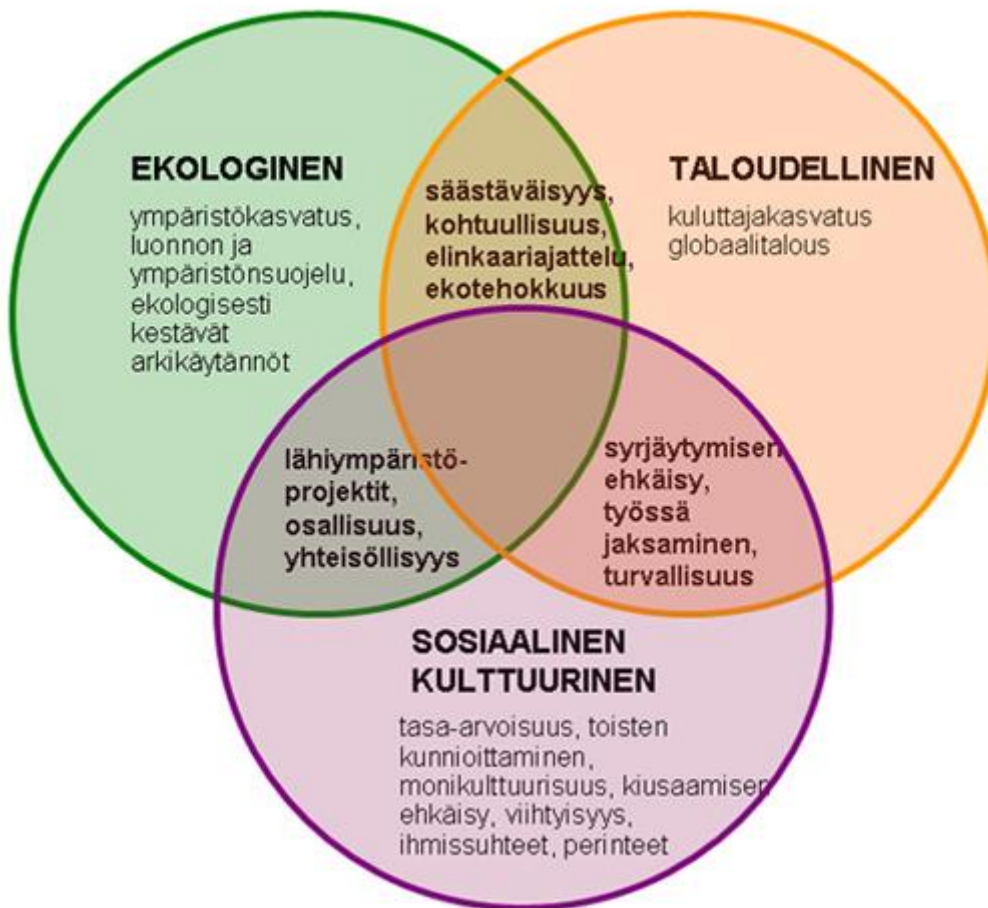 EKOLOGINEN
ympäristökasvatus,
luonnon ja
ympäristönsuojelu,
ekologisesti
kestävät
arkikäytännöt
säästäväisyys,
kohtuullisuus,
elinkaariajattelu,
ekotehokkuus
TALOUDELLINEN
kuluttajakasvatus
globaalitalous
lähiympäristö-
projektit,
osallisuus,
yhteisöllisyys
syrjäytymisen
ehkäisy,
työssä
jaksaminen,
turvallisuus
SOSIAALINEN
KULTTUURINEN
tasa-arvoisuus, toisten
kunnioittaminen,
monikulttuurisuus, kiusaamisen
ehkäisy, viihtyisyys,
ihmissuhteet, perinteet